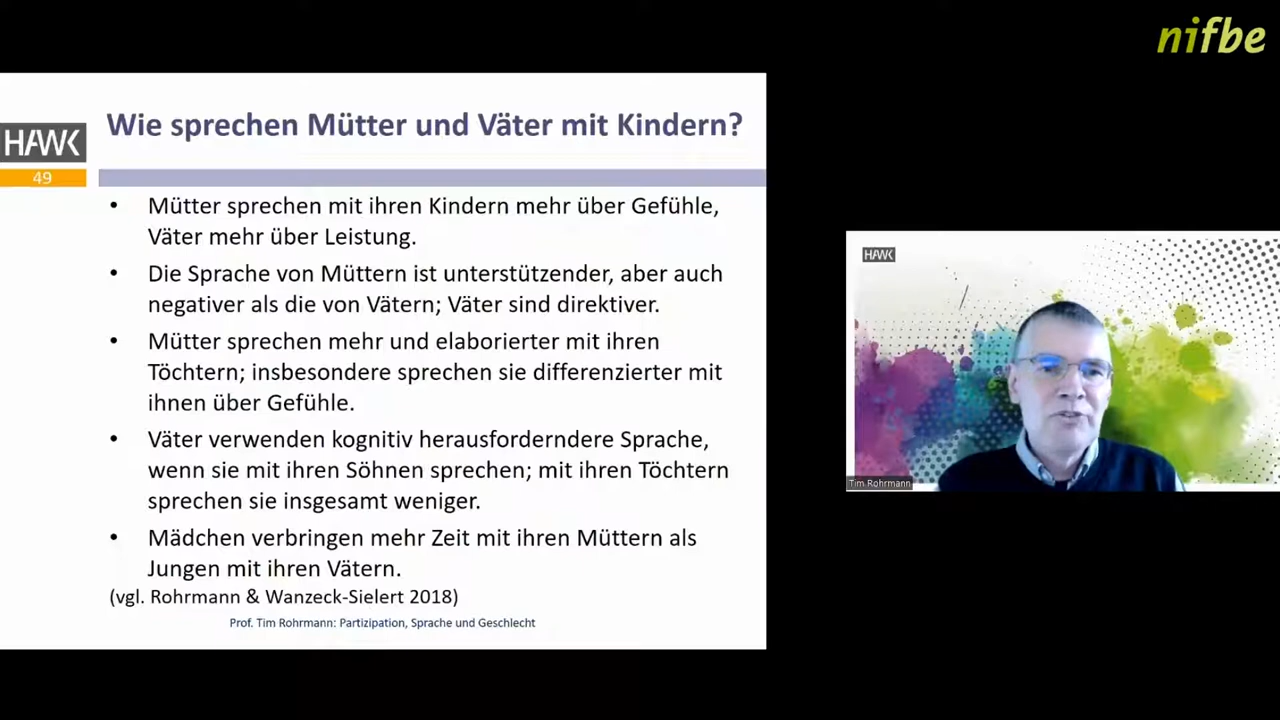 nifbe
Wie sprechen Mütter und Väter mit Kindern?
HAWK
49
• Mütter sprechen mit ihren Kindern mehr über Gefühle,
Väter mehr über Leistung.
• Die Sprache von Müttern ist unterstützender, aber auch
negativer als die von Vätern; Väter sind direktiver.
• Mütter sprechen mehr und elaborierter mit ihren
Töchtern; insbesondere sprechen sie differenzierter mit
ihnen über Gefühle.
• Väter verwenden kognitiv herausforderndere Sprache,
wenn sie mit ihren Söhnen sprechen; mit ihren Töchtern
sprechen sie insgesamt weniger.
• Mädchen verbringen mehr Zeit mit ihren Müttern als
Jungen mit ihren Vätern.
(vgl. Rohrmann & Wanzeck-Sielert 2018)
Prof. Tim Rohrmann: Partizipation, Sprache und Geschlecht
HAWK
Tim Rohrmann